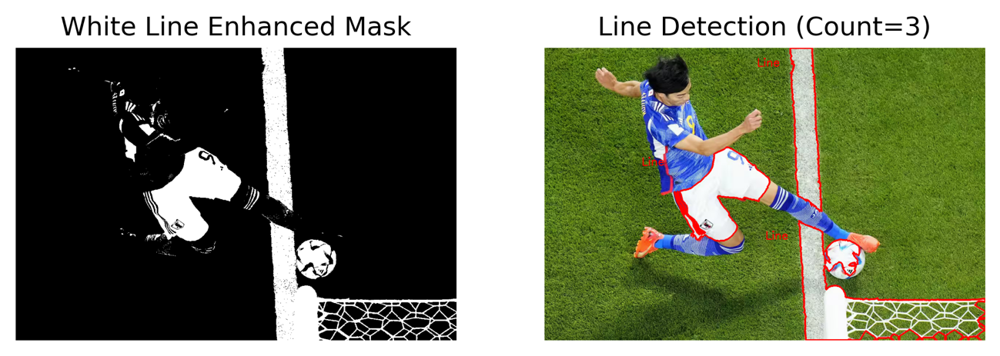 White Line Enhanced Mask
Line Detection (Count=3)
Line
Line
Line